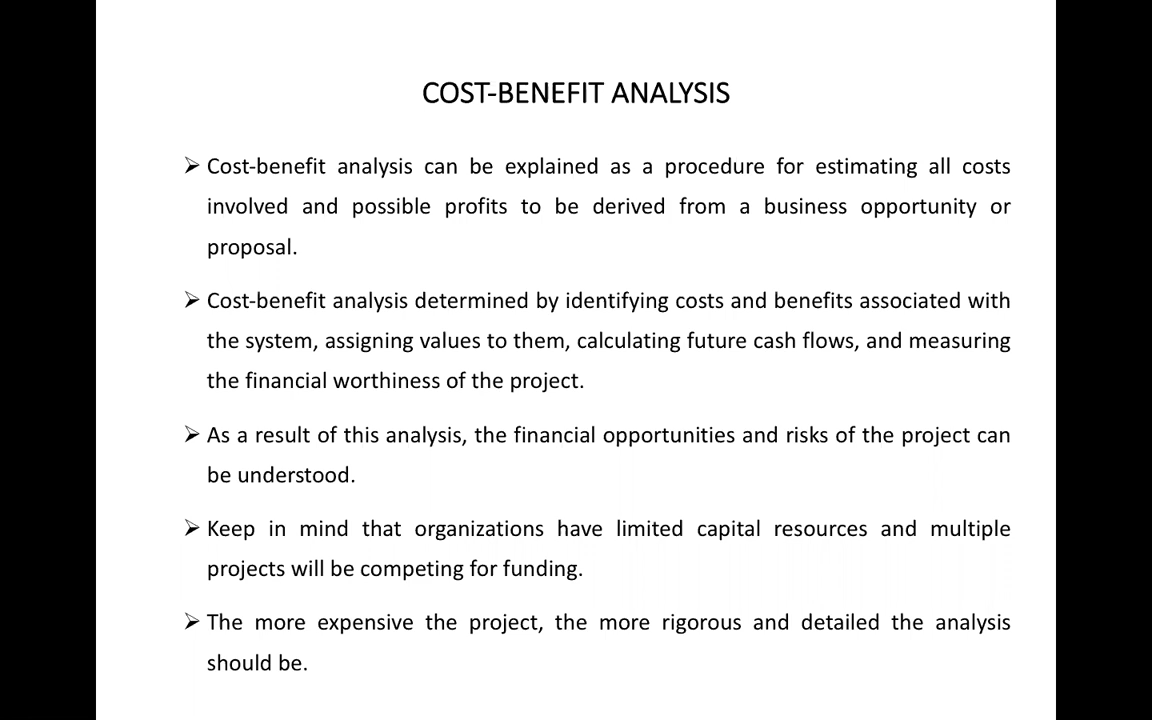 COST-BENEFIT ANALYSIS
➢ Cost-benefit analysis can be explained as a procedure for estimating all costs
involved and possible profits to be derived from a business opportunity or
proposal.
➢ Cost-benefit analysis determined by identifying costs and benefits associated with
the system, assigning values to them, calculating future cash flows, and measuring
the financial worthiness of the project.
➢ As a result of this analysis, the financial opportunities and risks of the project can
be understood.
➢ Keep in mind that organizations have limited capital resources and multiple
projects will be competing for funding.
➢ The more expensive the project, the more rigorous and detailed the analysis
should be.